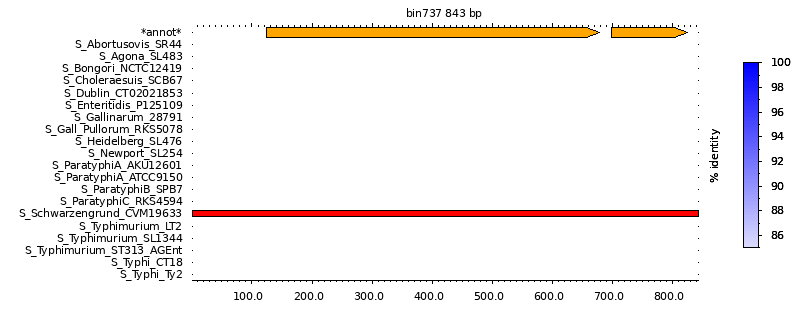 bin737 843 bp
*annot*
S_Abortusovis_SR44
S_Agona_SL483
S_Bongori_NCTC12419
S_Choleraesuis_SCB67
S_Dublin_CT02021853
S_Enteritidis_P125109
S_Gallinarum_28791
S_Gall_Pullorum_RKS5078
S_Heidelberg_SL476
S_Newport_SL254
S_ParatyphiA_AKU12601
S_ParatyphiA_ATCC9150
S_ParatyphiB_SPB7
S_ParatyphiC_RKS4594
S_Schwarzengrund_CVM19633
S_Typhimurium_LT2
S_Typhimurium_SL1344
S_Typhimurium_ST313_AGEnt
S_Typhi_CT18
S_Typhi_Ty2
100.0 200.0 300.0 400.0 500.0 600.0 700.0 800.0
% identity
100
98
96
94
92
90
88
86